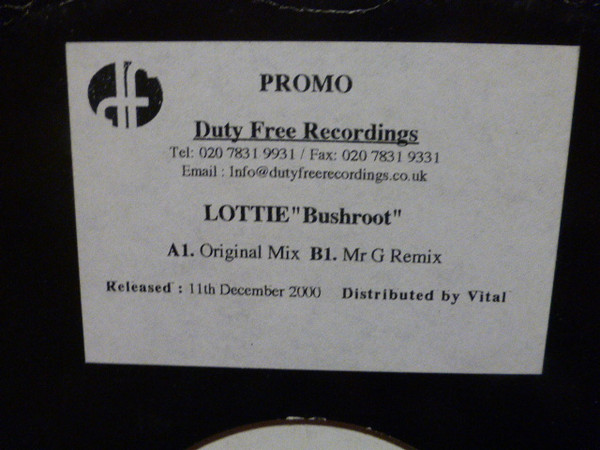 PROMO
Duty Free Recordings
Tel: 020 7831 9931 / Fax: 020 7831 9331
Email : Info@dutyfreerecordings.co.uk
LOTTIE "Bushroot"
A1. Original Mix B1. Mr G Remix
Released : 11th December 2000 Distributed by Vital